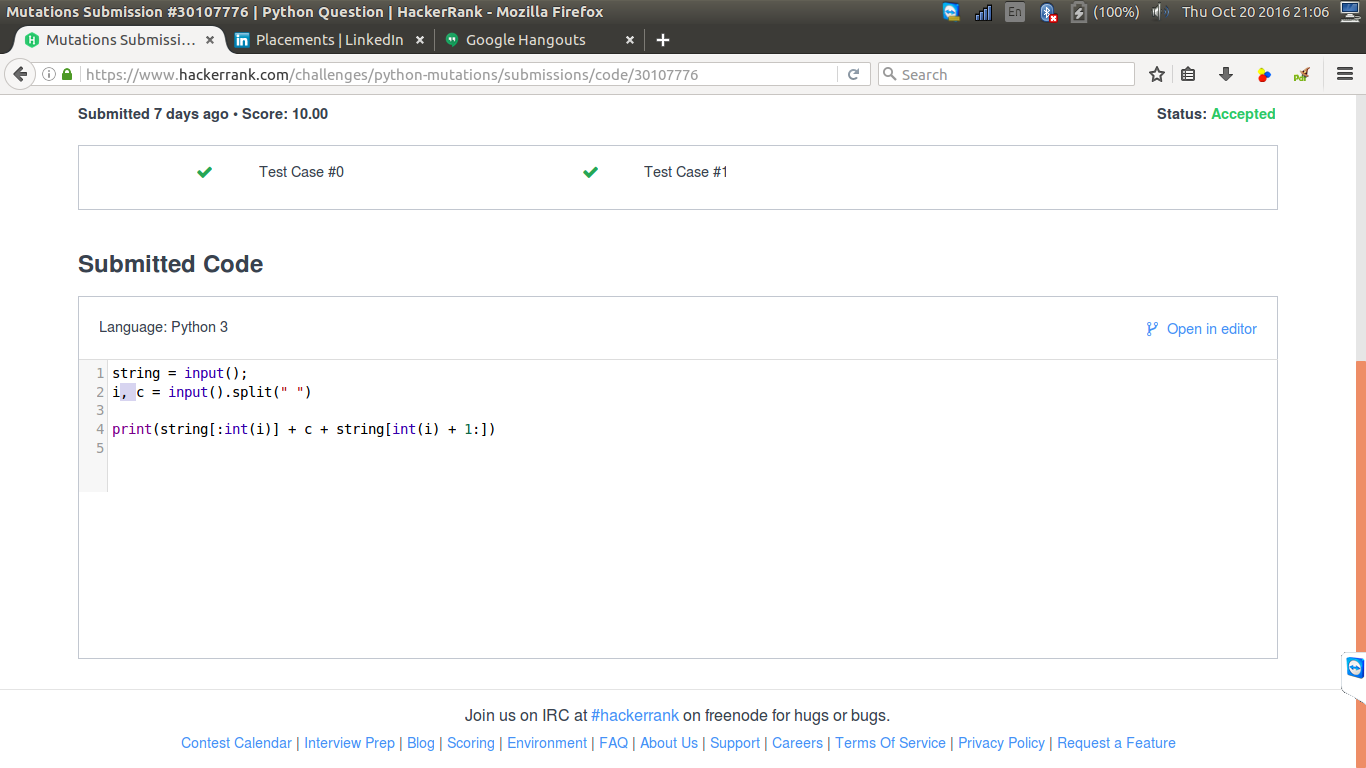 Mutations Submission #30107776 | Python Question | HackerRank - Mozilla Firefox
En (100%) Thu Oct 20 2016 21:06
Mutations Submissi... × Placements | LinkedIn × Google Hangouts × +
https://www.hackerrank.com/challenges/python-mutations/submissions/code/30107776 Search
Submitted 7 days ago • Score: 10.00 Status: Accepted
Test Case #0 Test Case #1
Submitted Code
Language: Python 3 Open in editor
1 string = input();
2 i, c = input().split(" ")
3
4 print(string[:int(i)] + c + string[int(i) + 1:])
5
Join us on IRC at #hackerrank on freenode for hugs or bugs.
Contest Calendar | Interview Prep | Blog | Scoring | Environment | FAQ | About Us | Support | Careers | Terms Of Service | Privacy Policy | Request a Feature